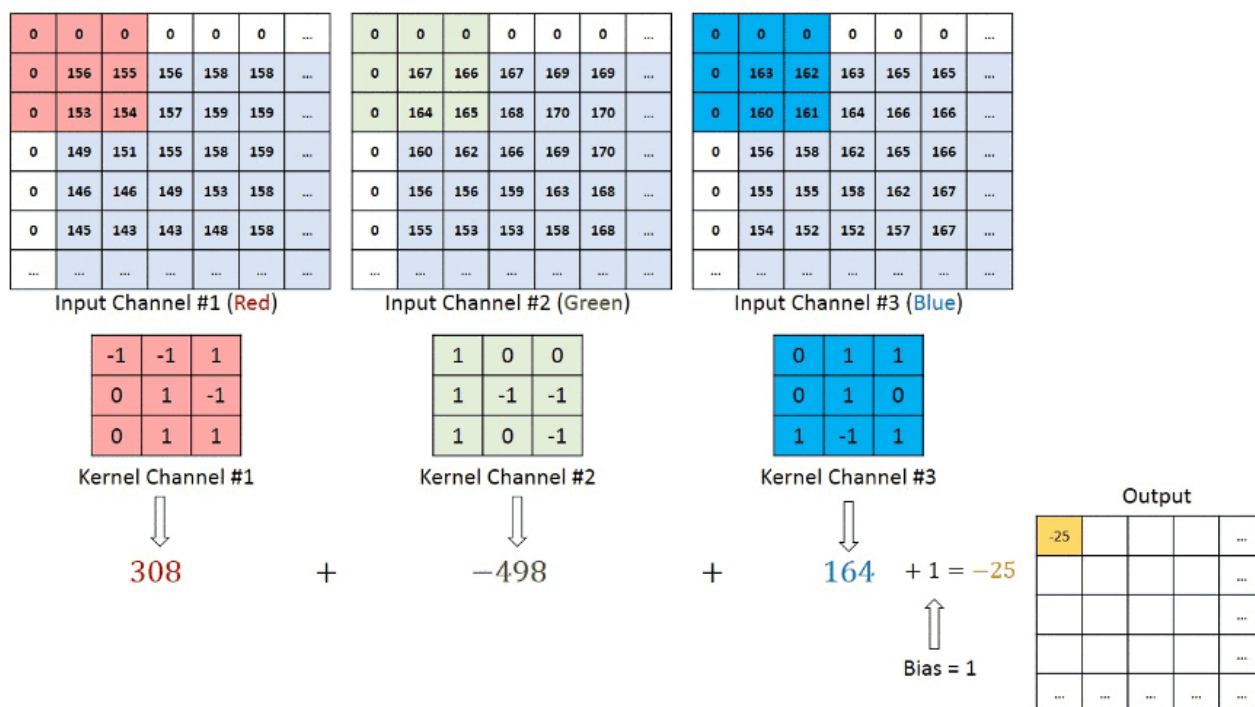 0 0 0 0 0 0 ... 0 0 0 0 0 0 ... 0 0 0 0 0 0 ...
0 156 155 156 158 158 ... 0 167 166 167 169 169 ... 0 163 162 163 165 165 ...
0 153 154 157 159 159 ... 0 164 165 168 170 170 ... 0 160 161 164 166 166 ...
0 149 151 155 158 159 ... 0 160 162 166 169 170 ... 0 156 158 162 165 166 ...
0 146 146 149 153 158 ... 0 156 156 159 163 168 ... 0 155 155 158 162 167 ...
0 145 143 143 148 158 ... 0 155 153 153 158 168 ... 0 154 152 152 157 167 ...
... ... ... ... ... ... ... ... ... ... ... ... ... ... ... ... ... ... ... ... ...
Input Channel #1 (Red) Input Channel #2 (Green) Input Channel #3 (Blue)
-1 -1 1 1 0 0 0 1 1
0 1 -1 1 -1 -1 0 1 0
0 1 1 1 0 -1 1 -1 1
Kernel Channel #1 Kernel Channel #2 Kernel Channel #3
Output
-25 ...
308 + −498 + 164 + 1 = −25
...
...
Bias = 1
...
... ... ... ... ...